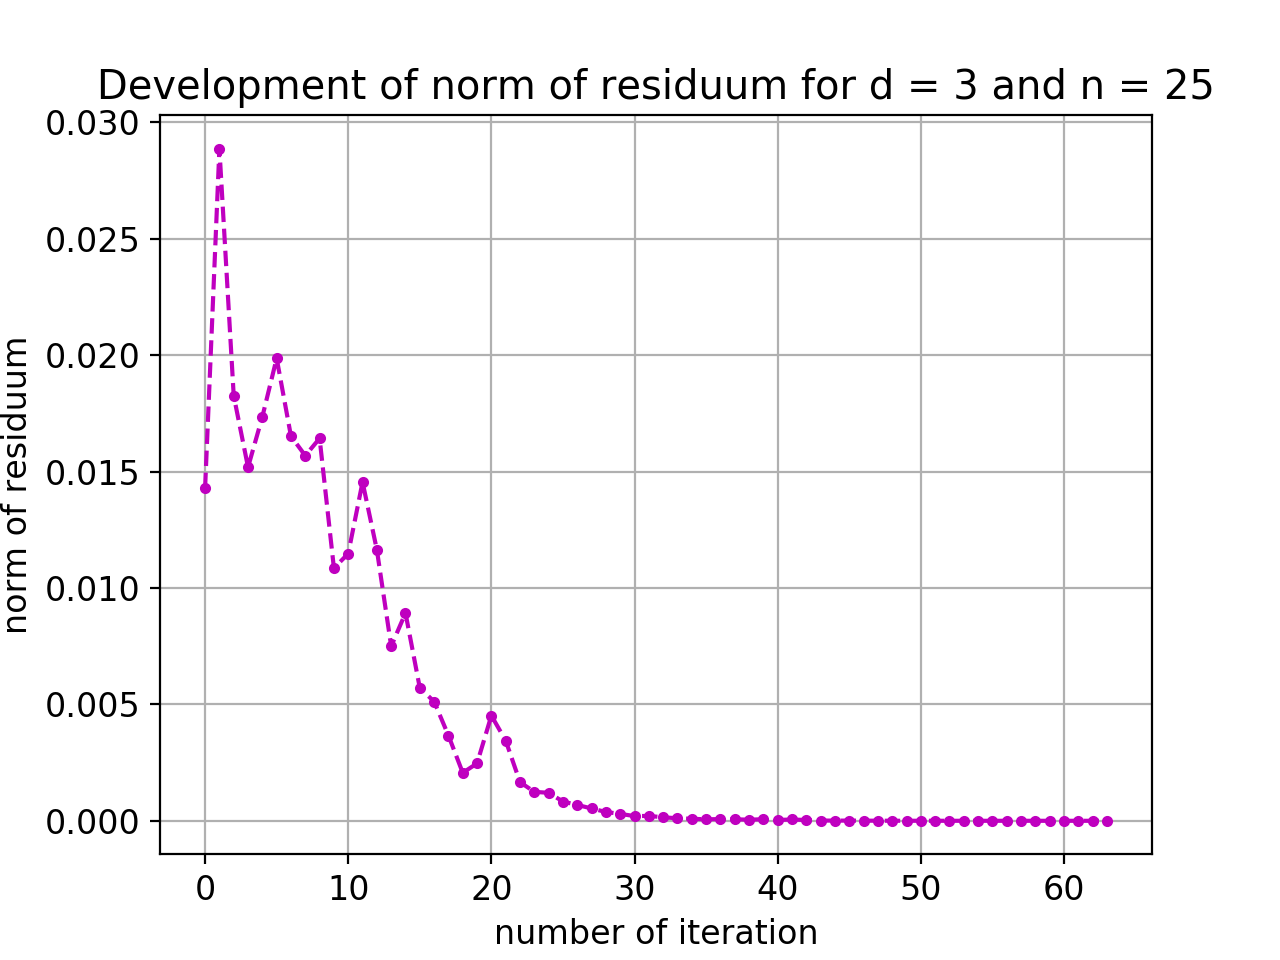 Development of norm of residuum for d = 3 and n = 25
0.030
0.025
0.020
0.015
0.010
0.005
0.000
norm of residuum
0 10 20 30 40 50 60
number of iteration